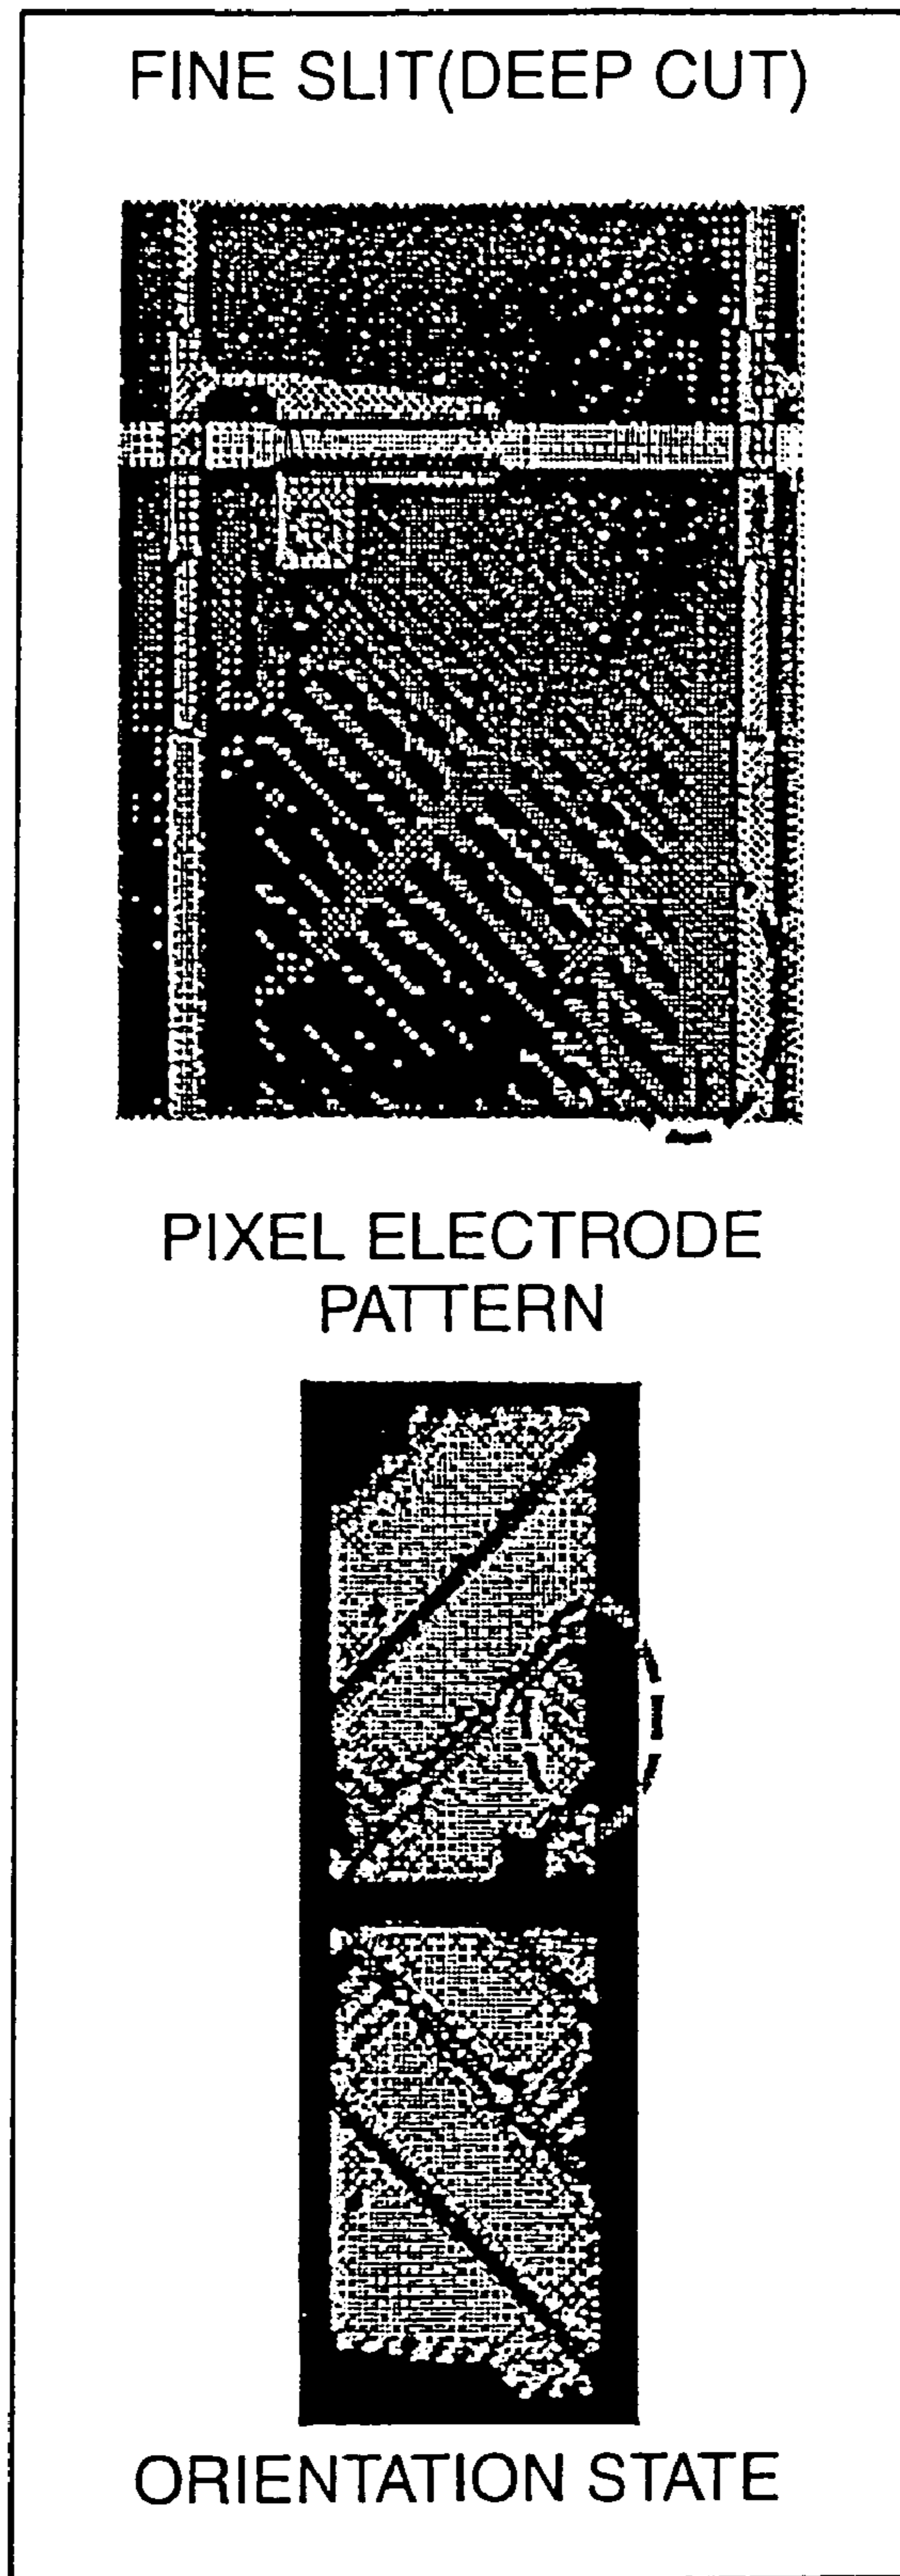 FINE SLIT(DEEP CUT)
PIXEL ELECTRODE
PATTERN
ORIENTATION STATE